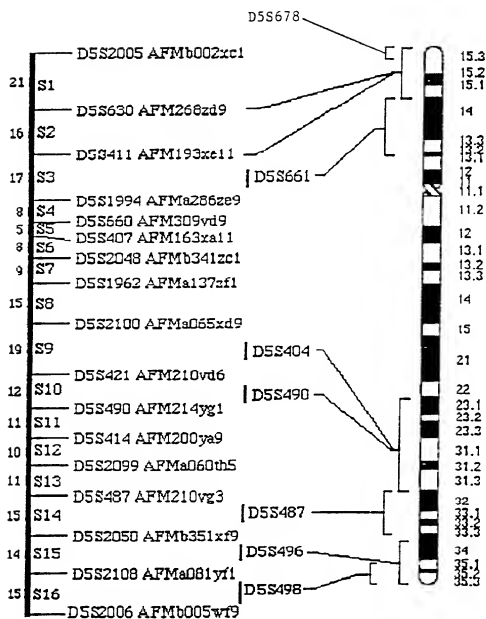 D5S678
D5S2005 AFMb002xc1
21 S1
D5S630 AFM268zd9
16 S2
D5S411 AFM193xe11
17 S3
D5S661
D5S1994 AFMa286ze9
8 S4
D5S660 AFM309vd9
5 S5
D5S407 AFM163xa11
8 S6
D5S2048 AFMb341zc1
9 S7
D5S1962 AFMa137zf1
15 S8
D5S2100 AFMa065xd9
19 S9
D5S404
D5S421 AFM210vd6
12 S10
D5S490
D5S490 AFM214yg1
11 S11
D5S414 AFM200ya9
10 S12
D5S2099 AFMa060th5
11 S13
D5S487 AFM210vg3
15 S14
D5S487
D5S2050 AFMb351xf9
14 S15
D5S496
D5S2108 AFMa081yf1
15 S16
D5S498
D5S2006 AFMb005wf9
15.3
15.2
15.1
14
13.3
13.2
13.1
12
11
11.1
11.2
12
13.1
13.2
13.3
14
15
21
22
23.1
23.2
23.3
31.1
31.2
31.3
32
33.1
33.2
33.3
34
35.1
35.2
35.3